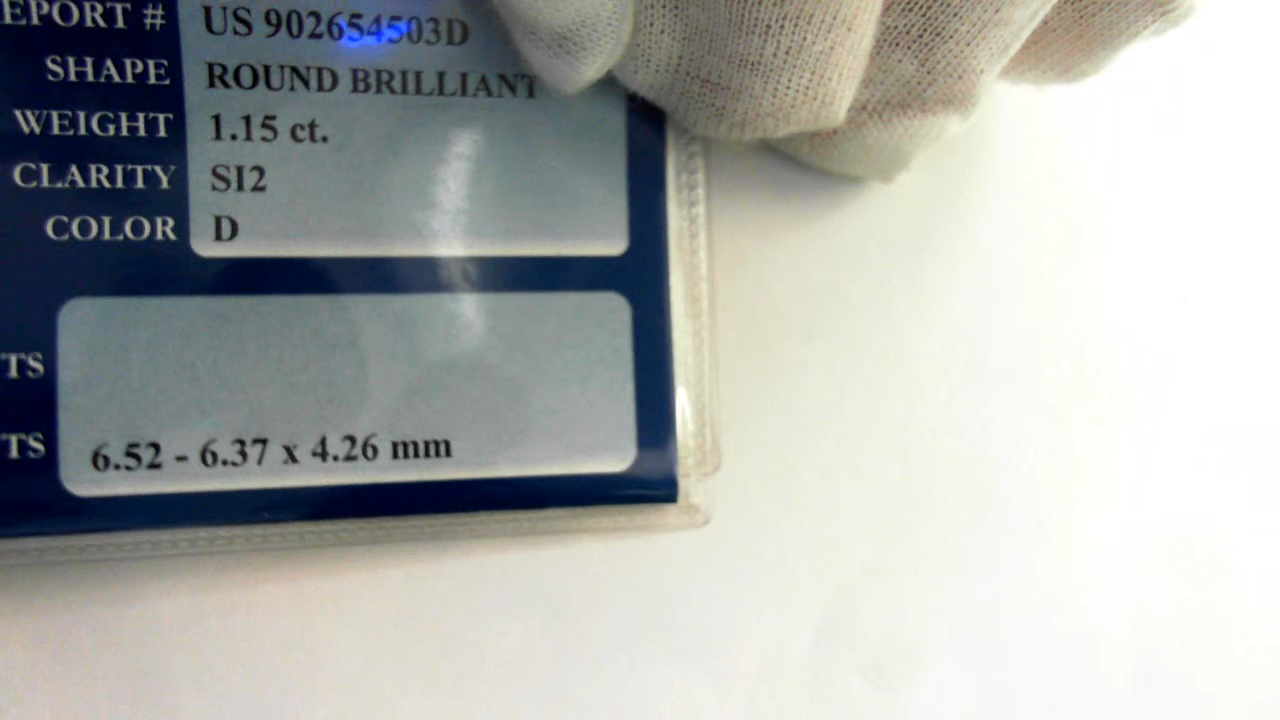 EPORT # US 902654503D
SHAPE ROUND BRILLIANT
WEIGHT 1.15 ct.
CLARITY SI2
COLOR D
TS
TS 6.52 - 6.37 x 4.26 mm